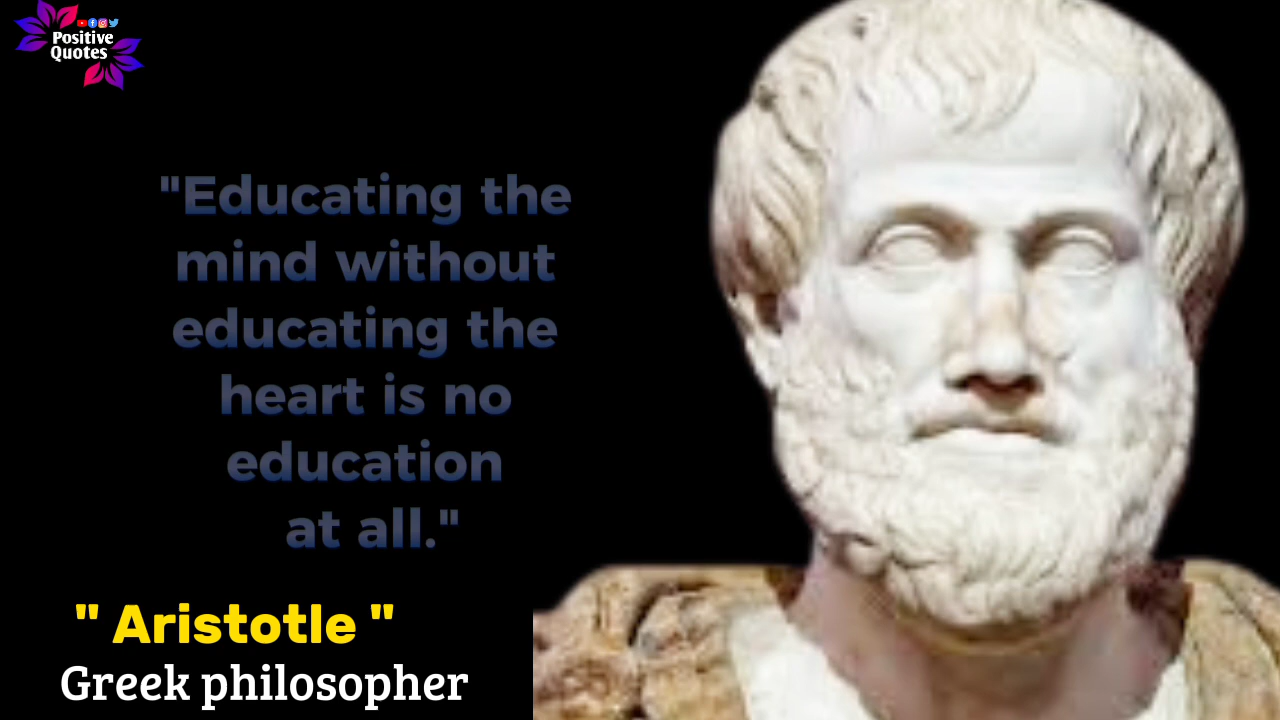 Positive
Quotes
"Educating the
mind without
educating the
heart is no
education
at all."
" Aristotle "
Greek philosopher